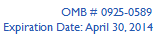 OMB # 0925-0589
Expiration Date: April 30, 2014